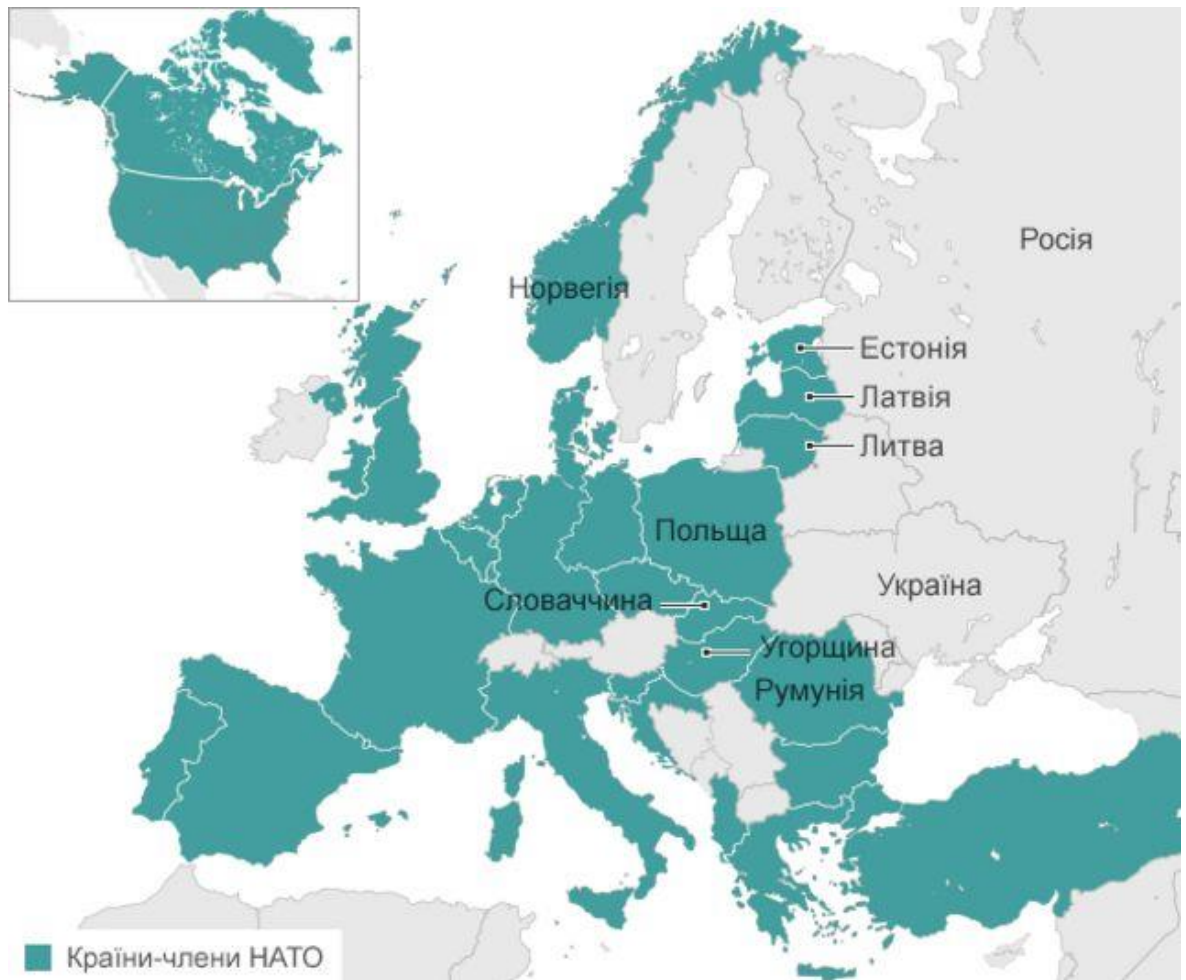 Норвегія
Росія
Естонія
Латвія
Литва
Польща
Україна
Словаччина
Угорщина
Румунія
Країни-члени НАТО